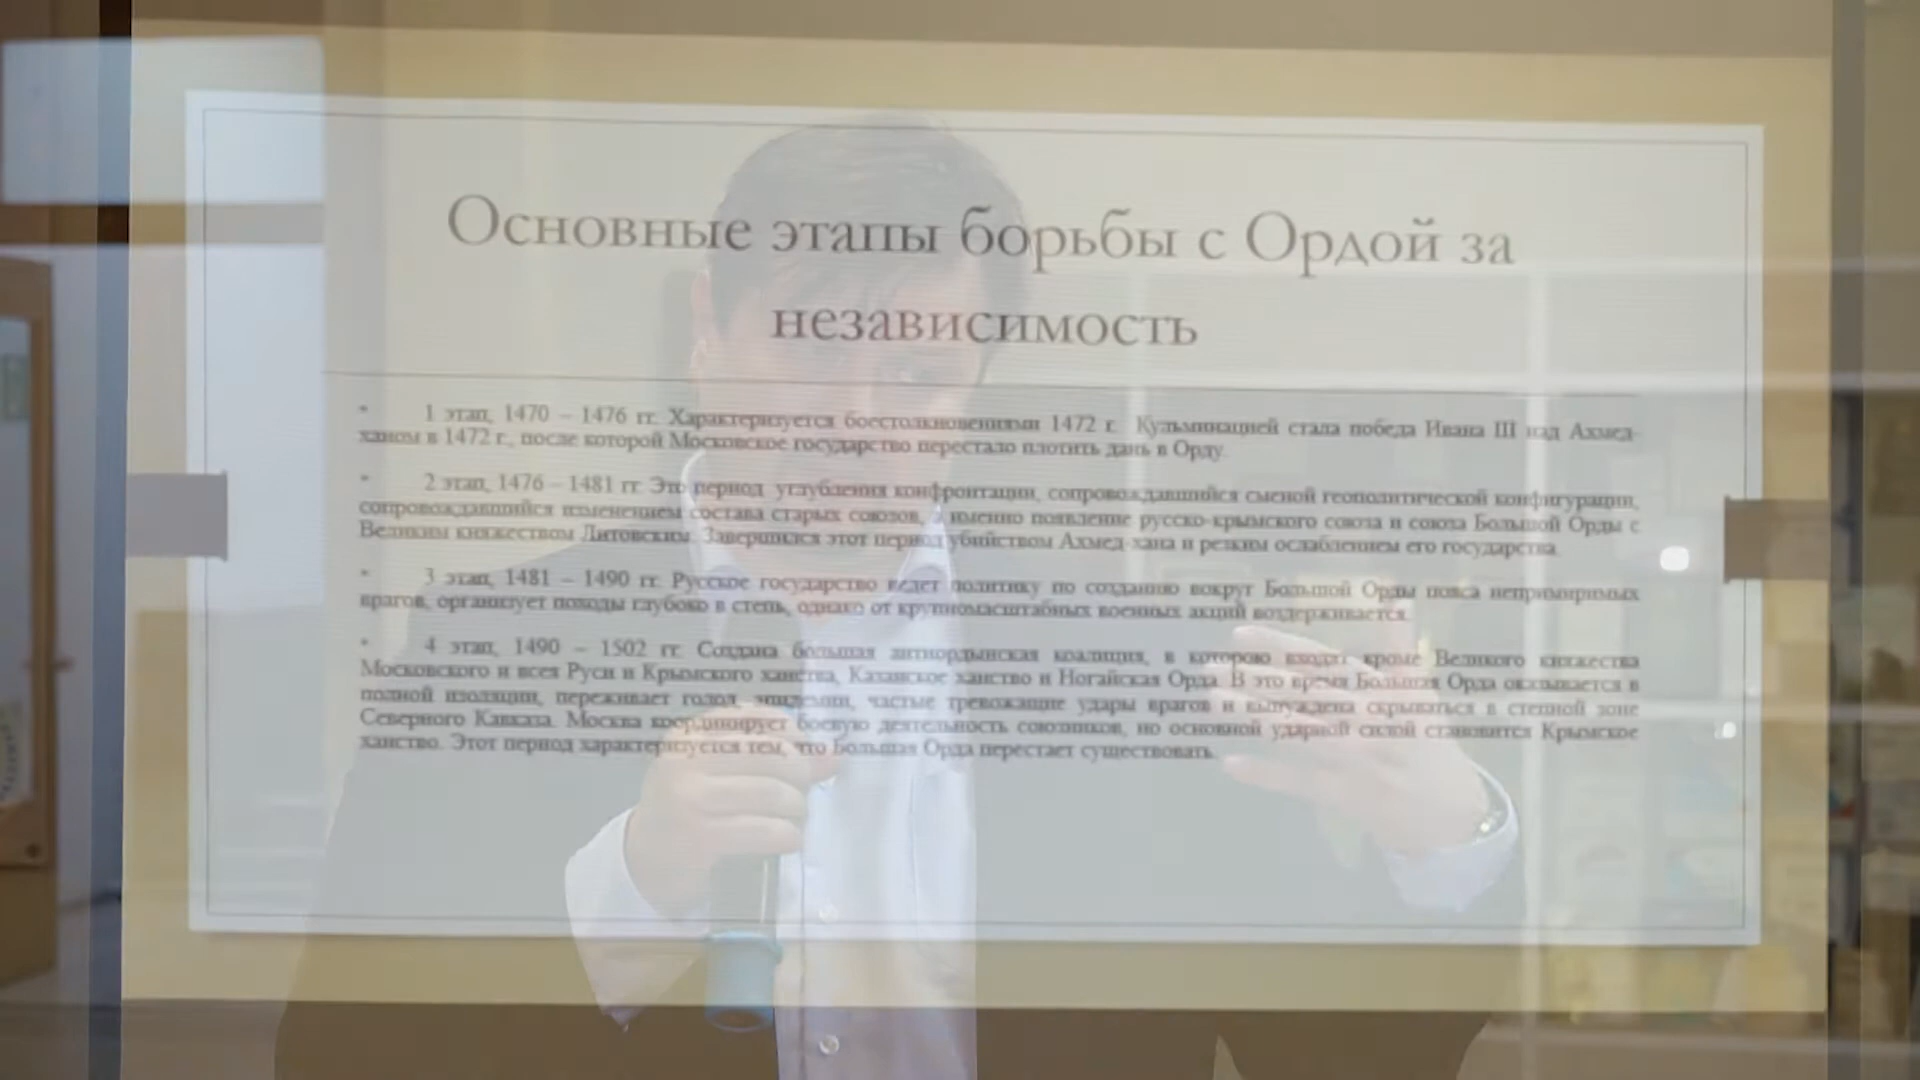 Основные этапы борьбы с Ордой за
независимость
1 этап, 1470 – 1476 гг. Характеризуется боестолкновениями 1472 г. Кульминацией стала победа Ивана III над Ахмед-
ханом в 1472 г., после которой Московское государство перестало плотить дань в Орду.
2 этап, 1476 – 1481 гг. Это период углубления конфронтации, сопровождавшийся сменой геополитической конфигурации,
сопровождавшийся изменением состава старых союзов, а именно появление русско-крымского союза и союза Большой Орды с
Великим княжеством Литовским. Завершился этот период убийством Ахмед-хана и резким ослаблением его государства.
3 этап, 1481 – 1490 гг. Русское государство ведет политику по созданию вокруг Большой Орды пояса непримиримых
врагов, организует походы глубоко в степь, однако от крупномасштабных военных акций воздерживается.
4 этап, 1490 – 1502 гг. Создана большая антиордынская коалиция, в которою входят кроме Великого княжества
Московского и всея Руси и Крымского ханства, Казанское ханство и Ногайская Орда. В это время Большая Орда оказывается в
полной изоляции, переживает голод, эпидемии, частые тревожащие удары врагов и вынуждена скрываться в степной зоне
Северного Кавказа. Москва координирует боевую деятельность союзников, но основной ударной силой становится Крымское
ханство. Этот период характеризуется тем, что Большая Орда перестает существовать.